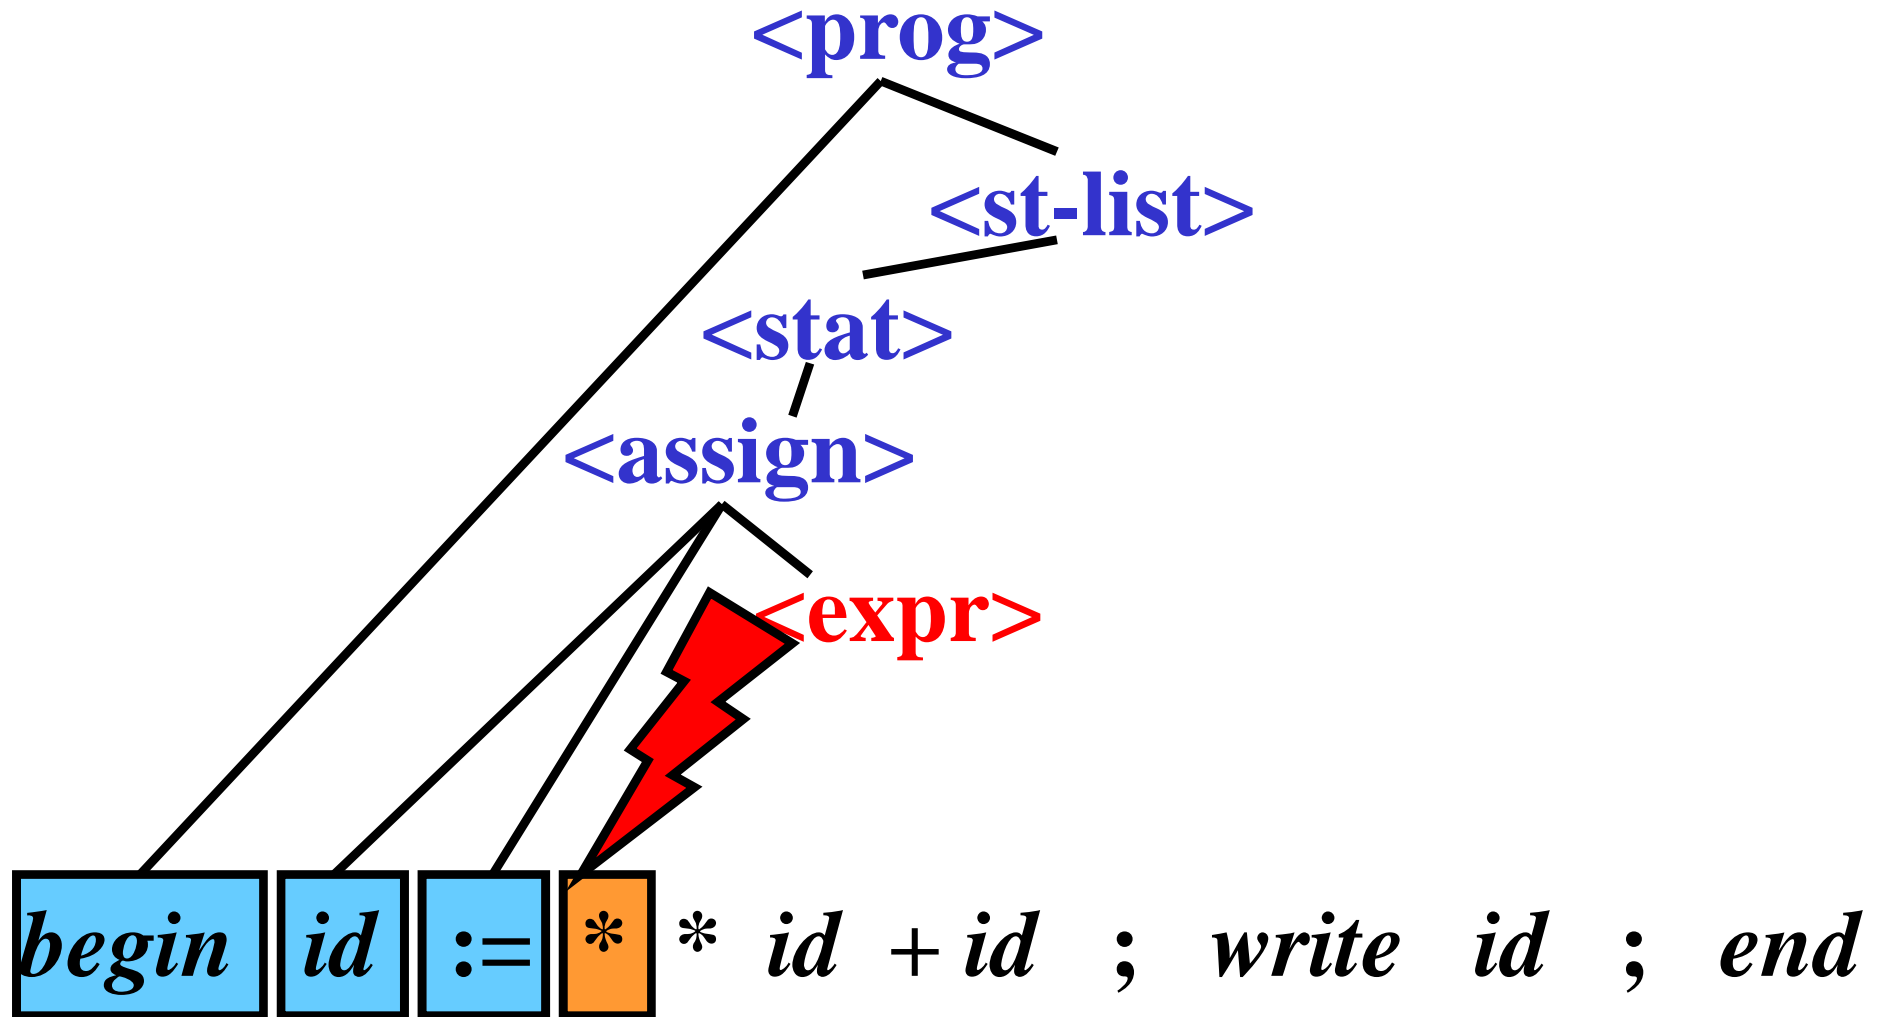 <prog>
<st-list>
<stat>
<assign>
<expr>
begin id := * * id + id ; write id ; end